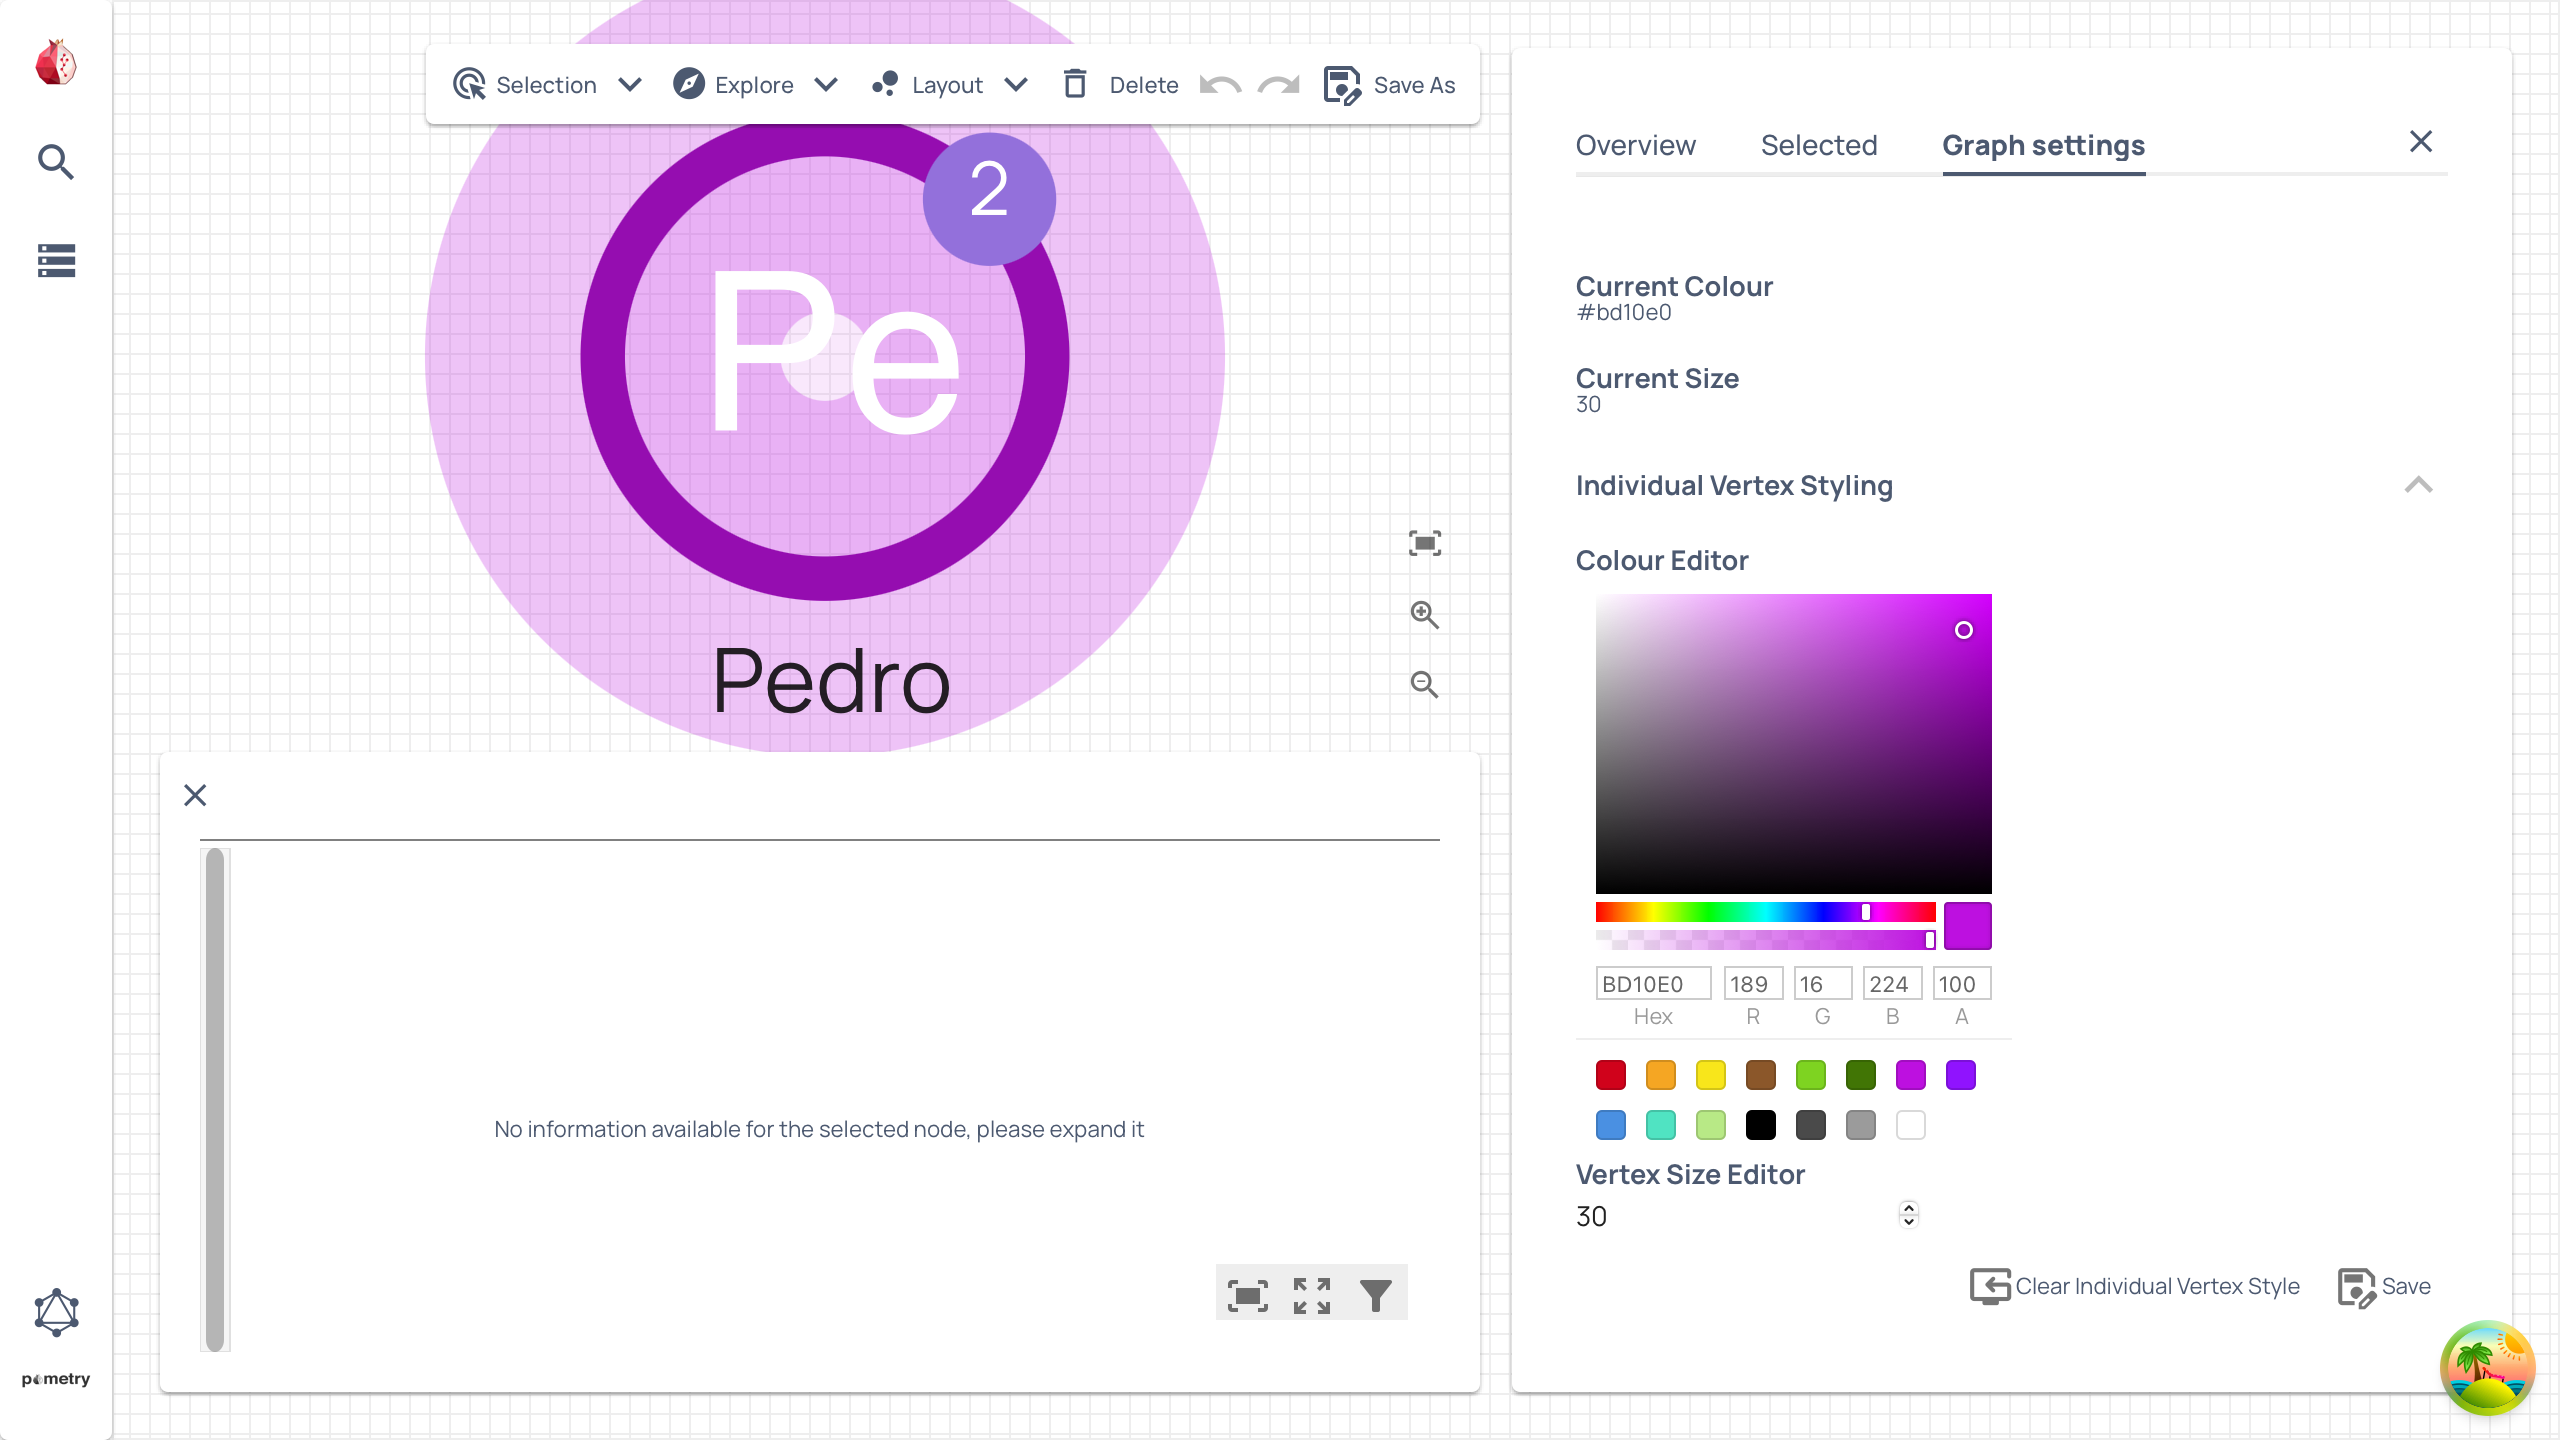 Selection
Explore
Layout
Delete
Save As
2
Pe
Pedro
Overview
Selected
Graph settings
Current Colour
#bd10e0
Current Size
30
Individual Vertex Styling
Colour Editor
BD10E0
189
16
224
100
Hex
R
G
B
A
Vertex Size Editor
30
Clear Individual Vertex Style
Save
No information available for the selected node, please expand it
pometry